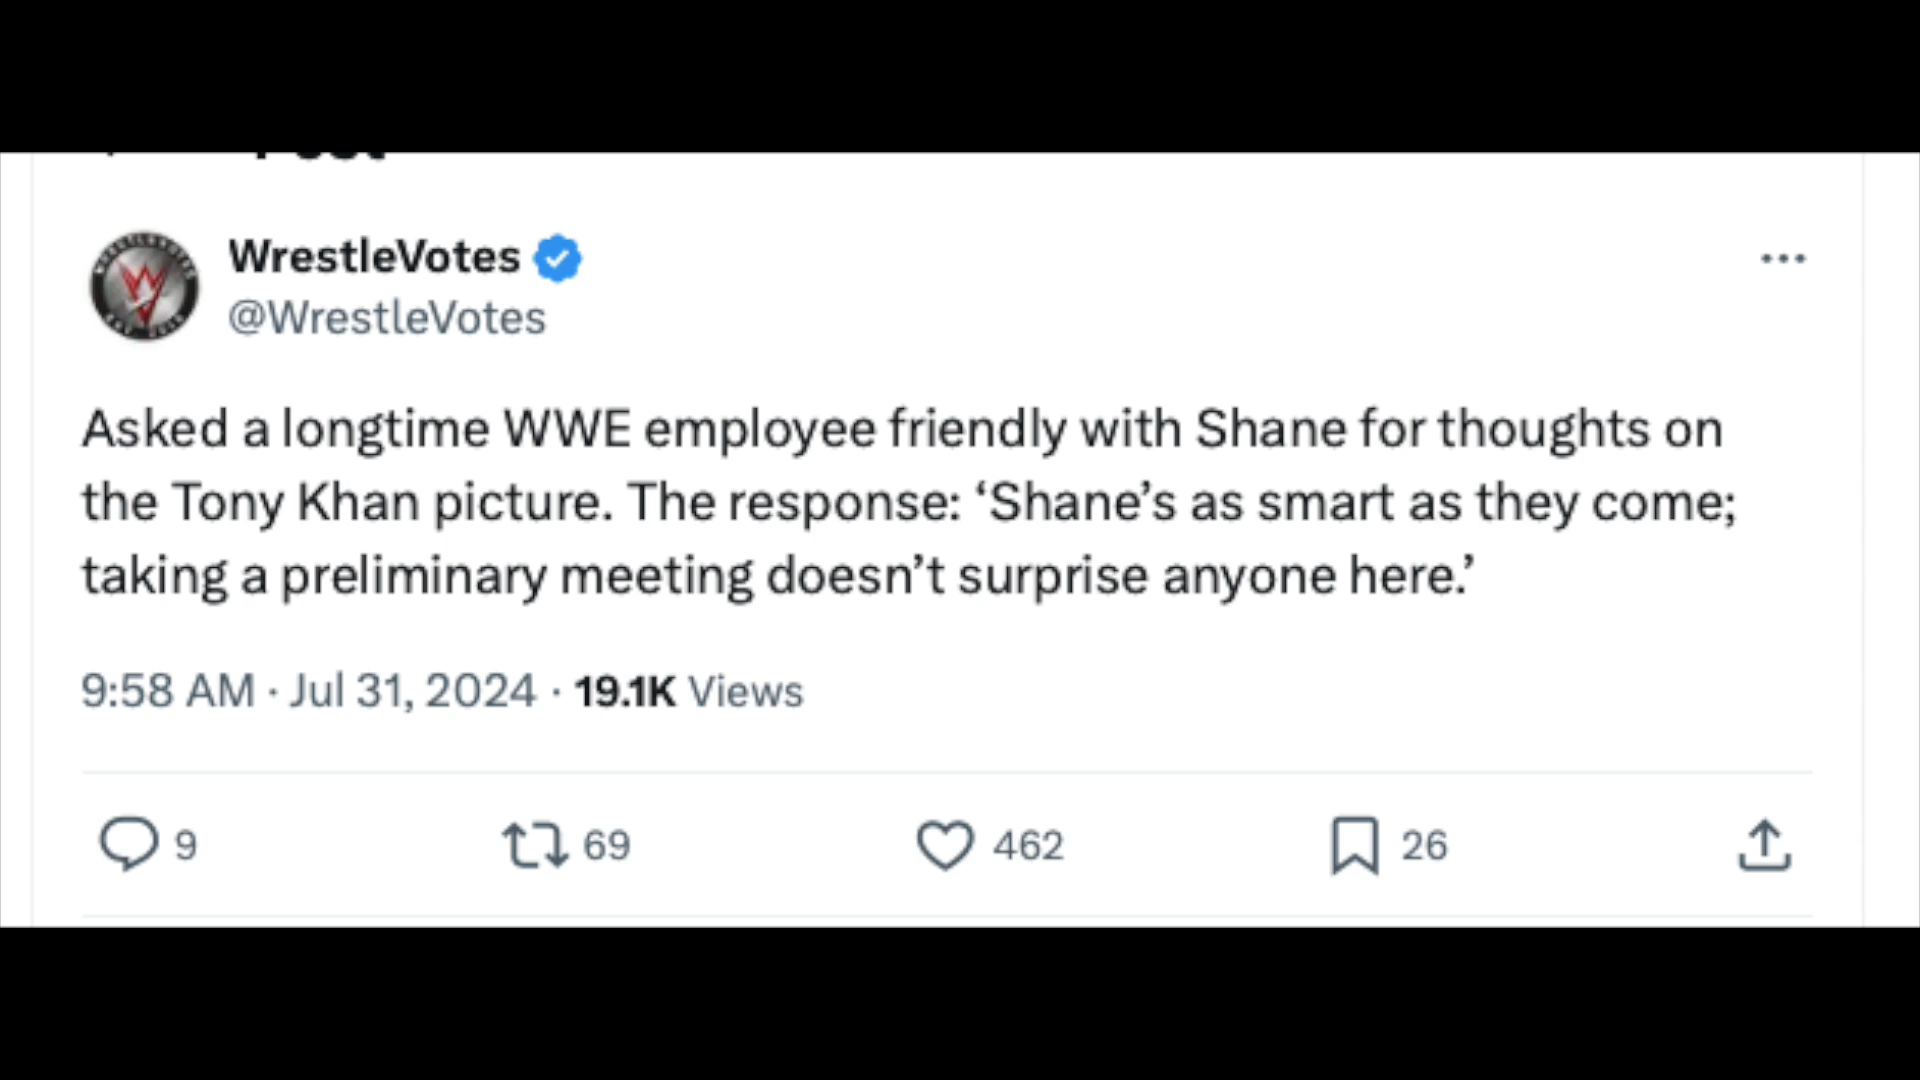 Post
WrestleVotes
@WrestleVotes
Asked a longtime WWE employee friendly with Shane for thoughts on
the Tony Khan picture. The response: ‘Shane’s as smart as they come;
taking a preliminary meeting doesn’t surprise anyone here.’
9:58 AM · Jul 31, 2024 · 19.1K Views
9 69 462 26